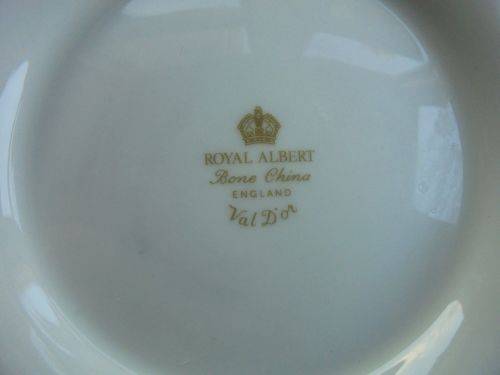 ROYAL ALBERT
Bone China
ENGLAND
Val D'or